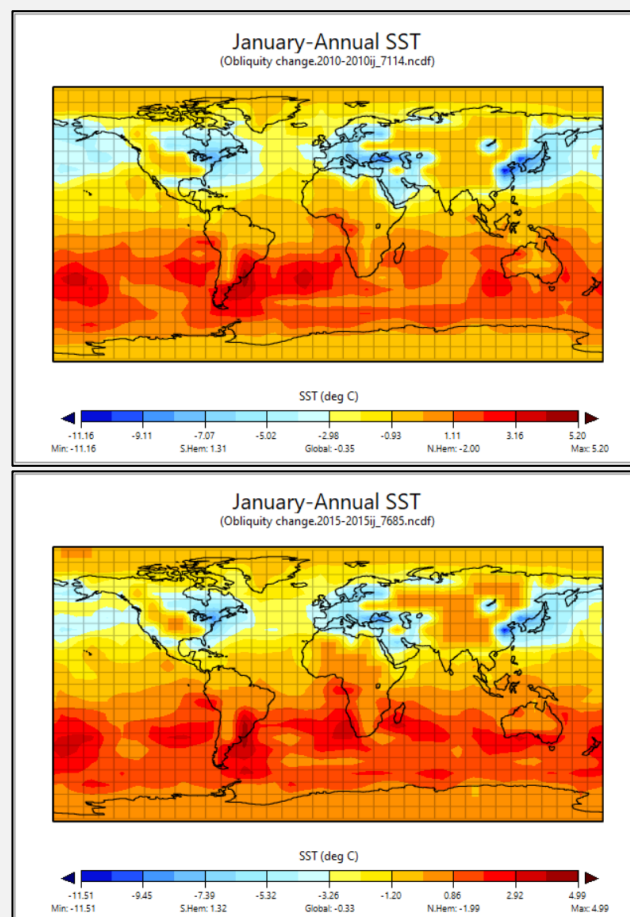 January-Annual SST
(Obliquity change.2010-2010ij_7114.ncdf)
SST (deg C)
-11.16 -9.11 -7.07 -5.02 -2.98 -0.93 1.11 3.16 5.20
Min: -11.16 S.Hem: 1.31 Global: -0.35 N.Hem: -2.00 Max: 5.20
January-Annual SST
(Obliquity change.2015-2015ij_7685.ncdf)
SST (deg C)
-11.51 -9.45 -7.39 -5.32 -3.26 -1.20 0.86 2.92 4.99
Min: -11.51 S.Hem: 1.32 Global: -0.33 N.Hem: -1.99 Max: 4.99